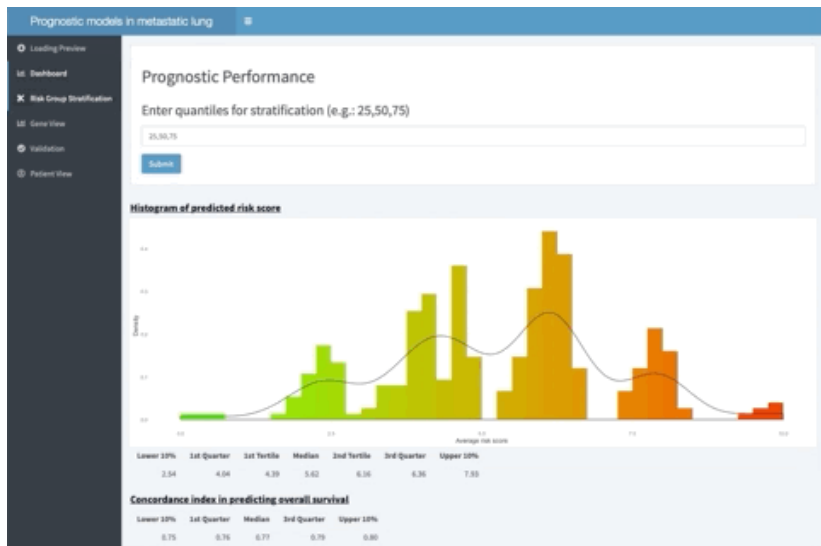 Prognostic models in metastatic lung
Loading Preview
Dashboard
Risk Group Stratification
Gene View
Validation
Patient View
Prognostic Performance
Enter quantiles for stratification (e.g.: 25,50,75)
25,50,75
Submit
Histogram of predicted risk score
Density
0.0
Average risk score
Lower 10% 1st Quarter 1st Tertile Median 2nd Tertile 3rd Quarter Upper 10%
2.54 4.04 4.39 5.62 6.16 6.36 7.93
Concordance index in predicting overall survival
Lower 10% 1st Quarter Median 3rd Quarter Upper 10%
0.75 0.76 0.77 0.79 0.80